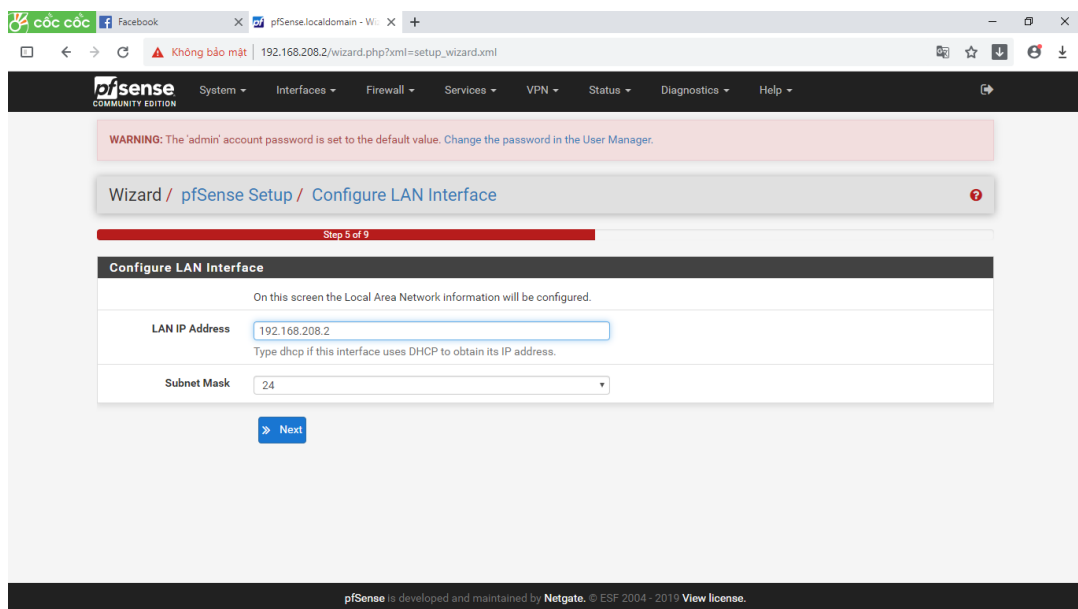 cốc cốc Facebook pfSense.localdomain - Wi
Không bảo mật 192.168.208.2/wizard.php?xml=setup_wizard.xml
pfsense System Interfaces Firewall Services VPN Status Diagnostics Help
COMMUNITY EDITION
WARNING: The 'admin' account password is set to the default value. Change the password in the User Manager.
Wizard / pfSense Setup / Configure LAN Interface
Step 5 of 9
Configure LAN Interface
On this screen the Local Area Network information will be configured.
LAN IP Address 192.168.208.2
Type dhcp if this interface uses DHCP to obtain its IP address.
Subnet Mask 24
Next
pfSense is developed and maintained by Netgate. © ESF 2004 - 2019 View license.